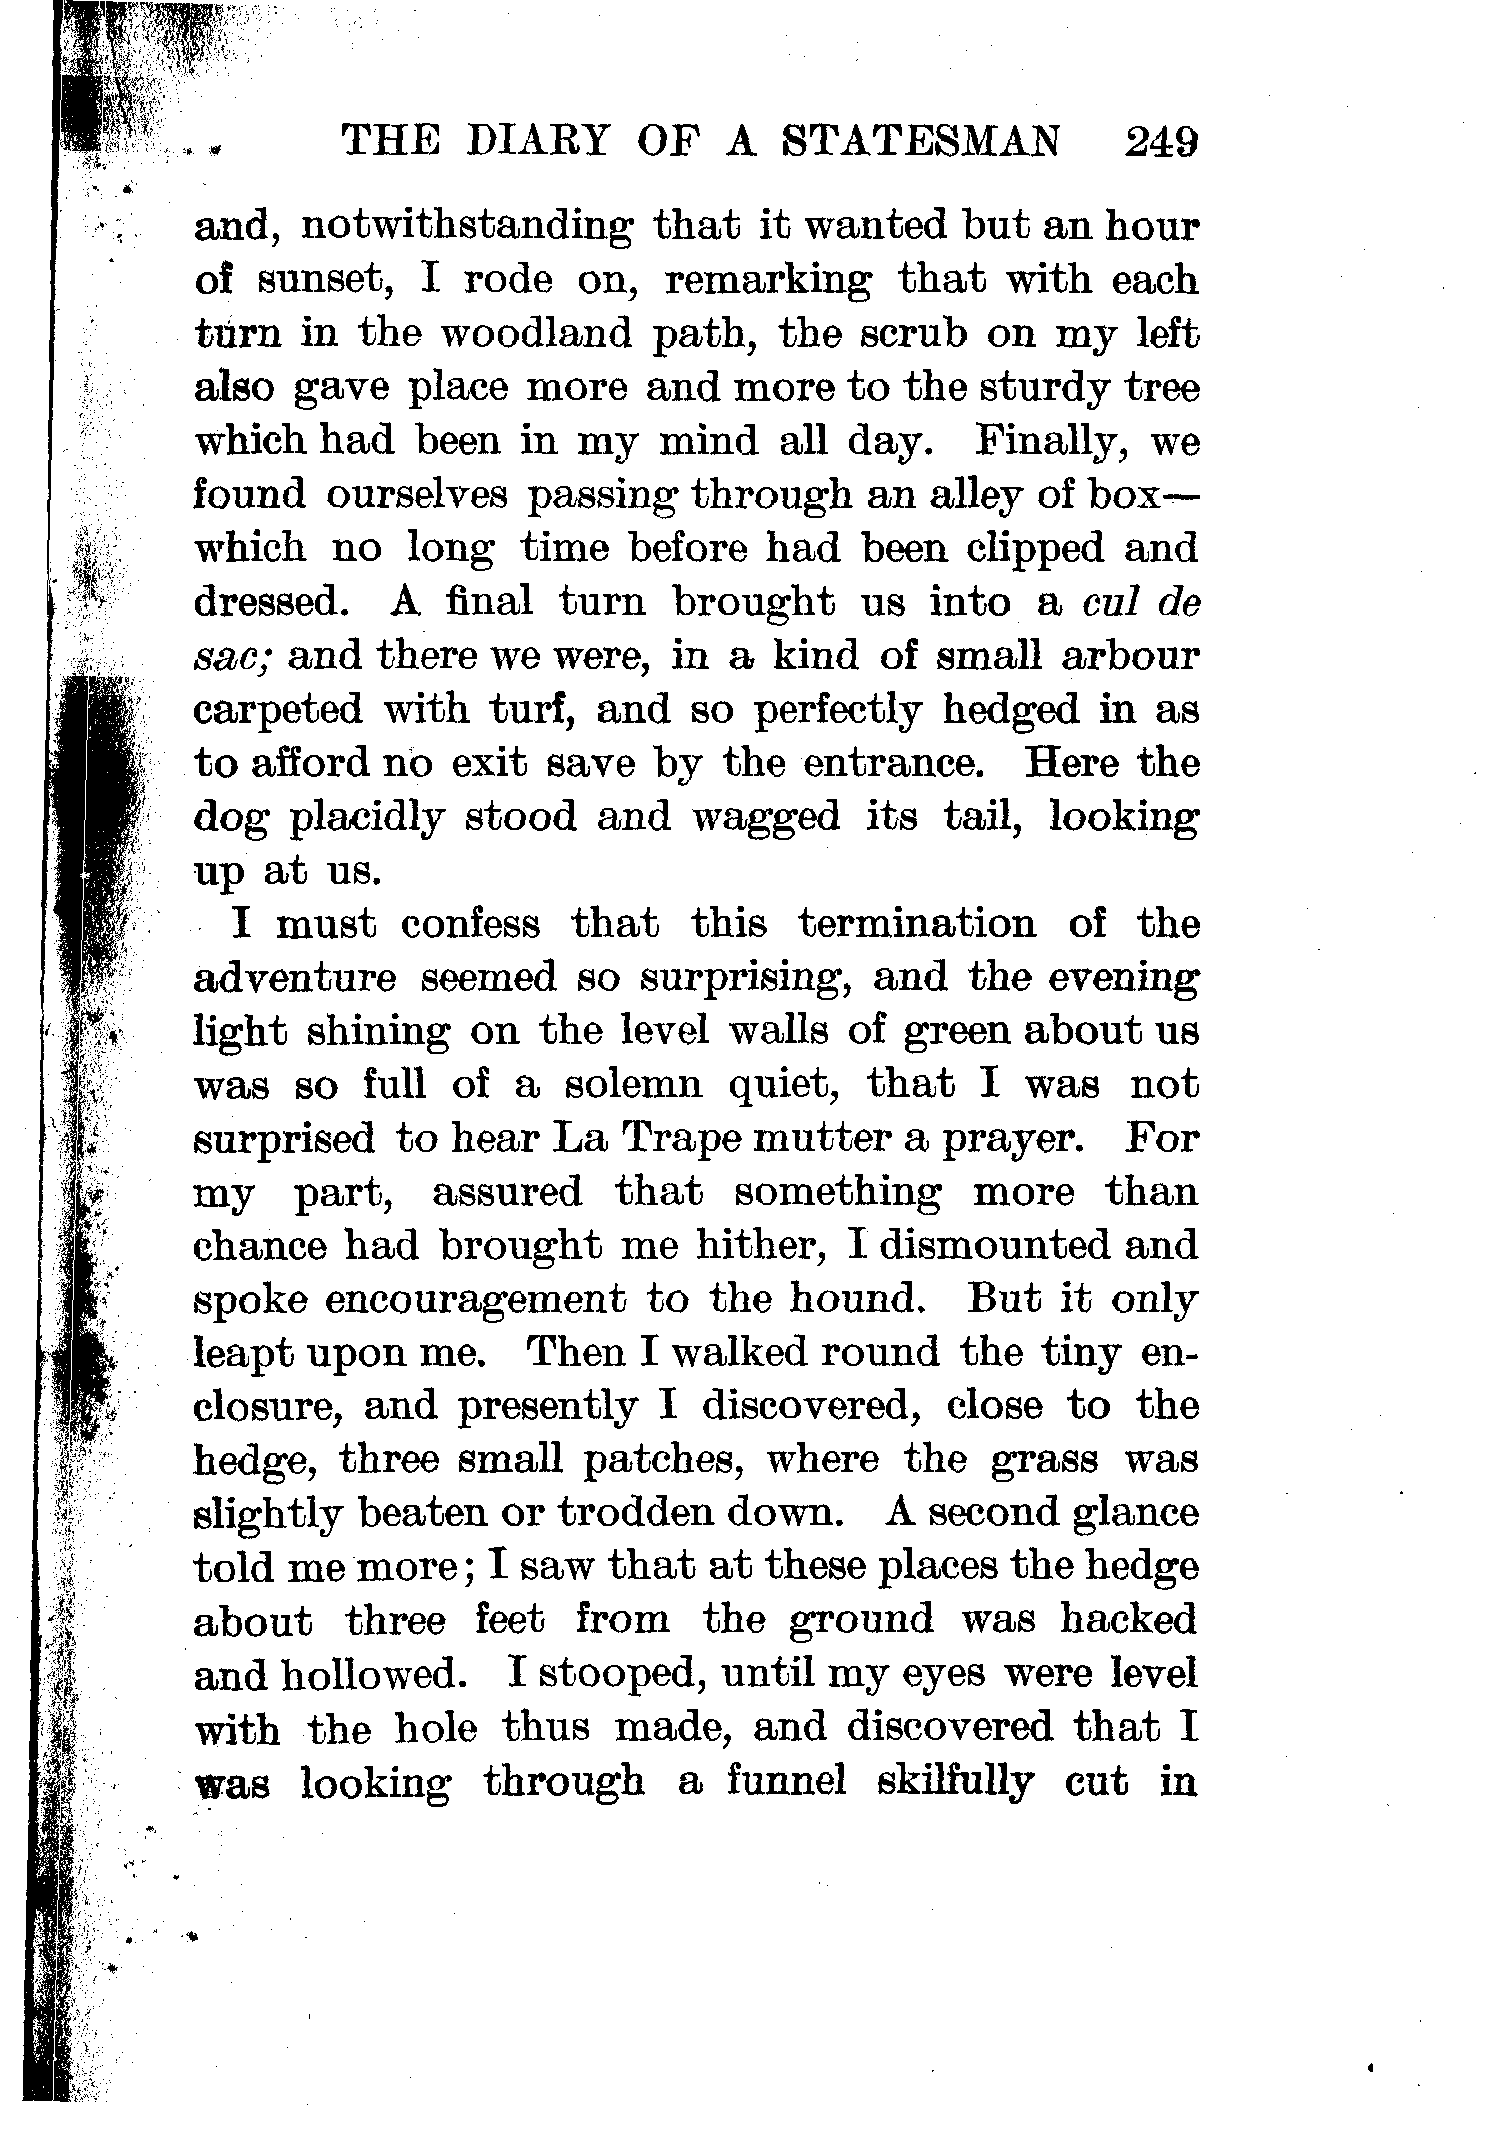 THE DIARY OF A STATESMAN 249
and, notwithstanding that it wanted but an hour
of sunset, I rode on, remarking that with each
turn in the woodland path, the scrub on my left
also gave place more and more to the sturdy tree
which had been in my mind all day. Finally, we
found ourselves passing through an alley of box—
which no long time before had been clipped and
dressed. A final turn brought us into a cul de
sac; and there we were, in a kind of small arbour
carpeted with turf, and so perfectly hedged in as
to afford no exit save by the entrance. Here the
dog placidly stood and wagged its tail, looking
up at us.
I must confess that this termination of the
adventure seemed so surprising, and the evening
light shining on the level walls of green about us
was so full of a solemn quiet, that I was not
surprised to hear La Trape mutter a prayer. For
my part, assured that something more than
chance had brought me hither, I dismounted and
spoke encouragement to the hound. But it only
leapt upon me. Then I walked round the tiny en-
closure, and presently I discovered, close to the
hedge, three small patches, where the grass was
slightly beaten or trodden down. A second glance
told me more; I saw that at these places the hedge
about three feet from the ground was hacked
and hollowed. I stooped, until my eyes were level
with the hole thus made, and discovered that I
was looking through a funnel skilfully cut in